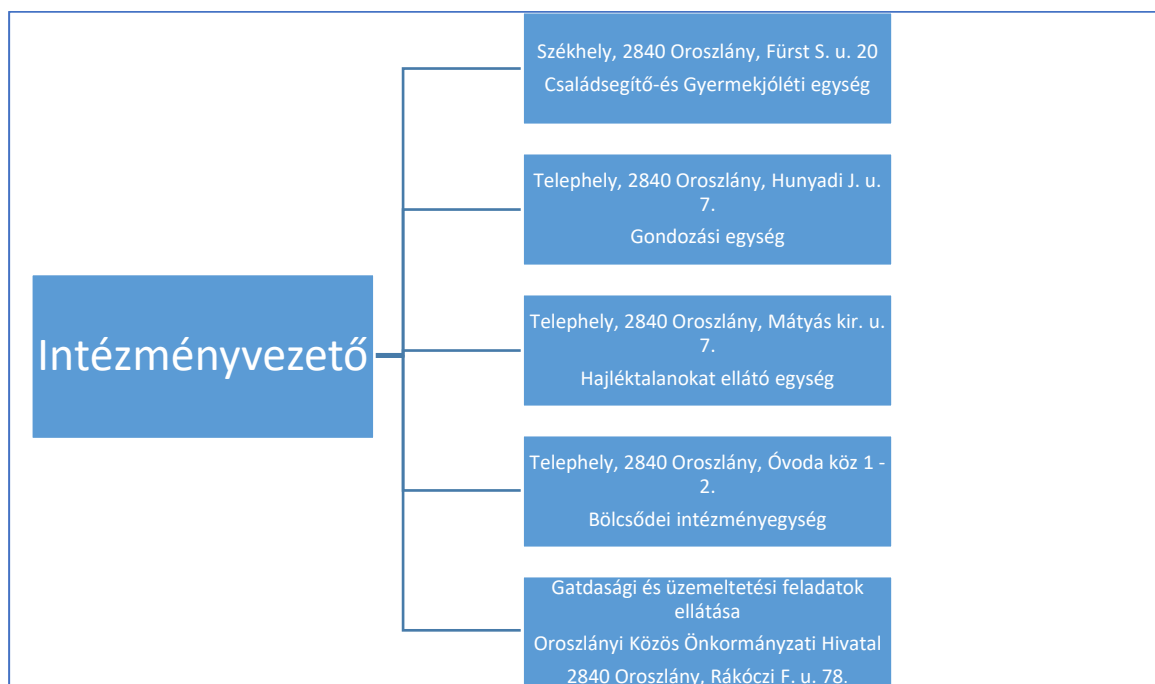 Intézményvezető
Székhely, 2840 Oroszlány, Fürst S. u. 20
Családsegítő-és Gyermekjóléti egység
Telephely, 2840 Oroszlány, Hunyadi J. u.
7.
Gondozási egység
Telephely, 2840 Oroszlány, Mátyás kir. u.
7.
Hajléktalanokat ellátó egység
Telephely, 2840 Oroszlány, Óvoda köz 1 -
2.
Bölcsődei intézményegység
Gatdasági és üzemeltetési feladatok
ellátása
Oroszlányi Közös Önkormányzati Hivatal
2840 Oroszlány, Rákóczi F. u. 78.